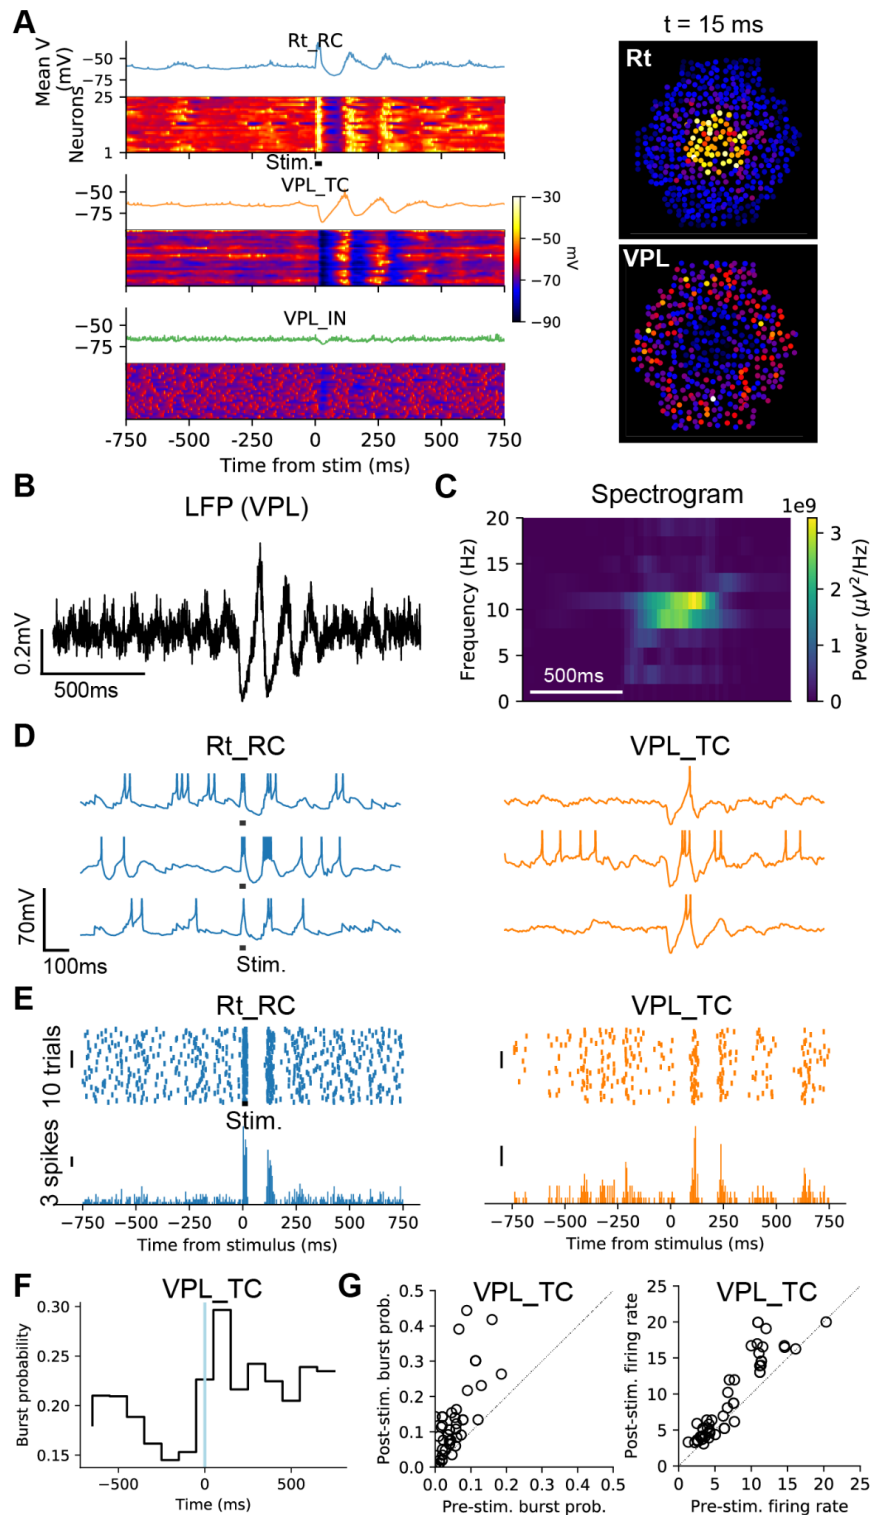 A
t = 15 ms
Rt_RC
Mean V
(mV)
−50
−75
Neurons
25
1
Stim.
Rt
VPL_TC
−50
−75
−30
−50
−70
−90
mV
VPL
VPL_IN
−50
−75
-750
-500
-250
0
250
500
750
Time from stim (ms)
B
LFP (VPL)
0.2mV
500ms
C
Spectrogram
1e9
20
15
10
5
0
Frequency (Hz)
500ms
3
2
1
0
Power (μV²/Hz)
D
Rt_RC
VPL_TC
70mV
100ms
Stim.
E
Rt_RC
VPL_TC
10 trials
Stim.
3 spikes
−750 −500 −250 0 250 500 750
Time from stimulus (ms)
−750 −500 −250 0 250 500 750
Time from stimulus (ms)
F
VPL_TC
0.30
0.25
0.20
0.15
Burst probability
−500 0 500
Time (ms)
G
VPL_TC
0.5
0.4
0.3
0.2
0.1
0.0
Post-stim. burst prob.
0.0 0.1 0.2 0.3 0.4 0.5
Pre-stim. burst prob.
VPL_TC
25
20
15
10
5
0
Post-stim. firing rate
0 5 10 15 20 25
Pre-stim. firing rate